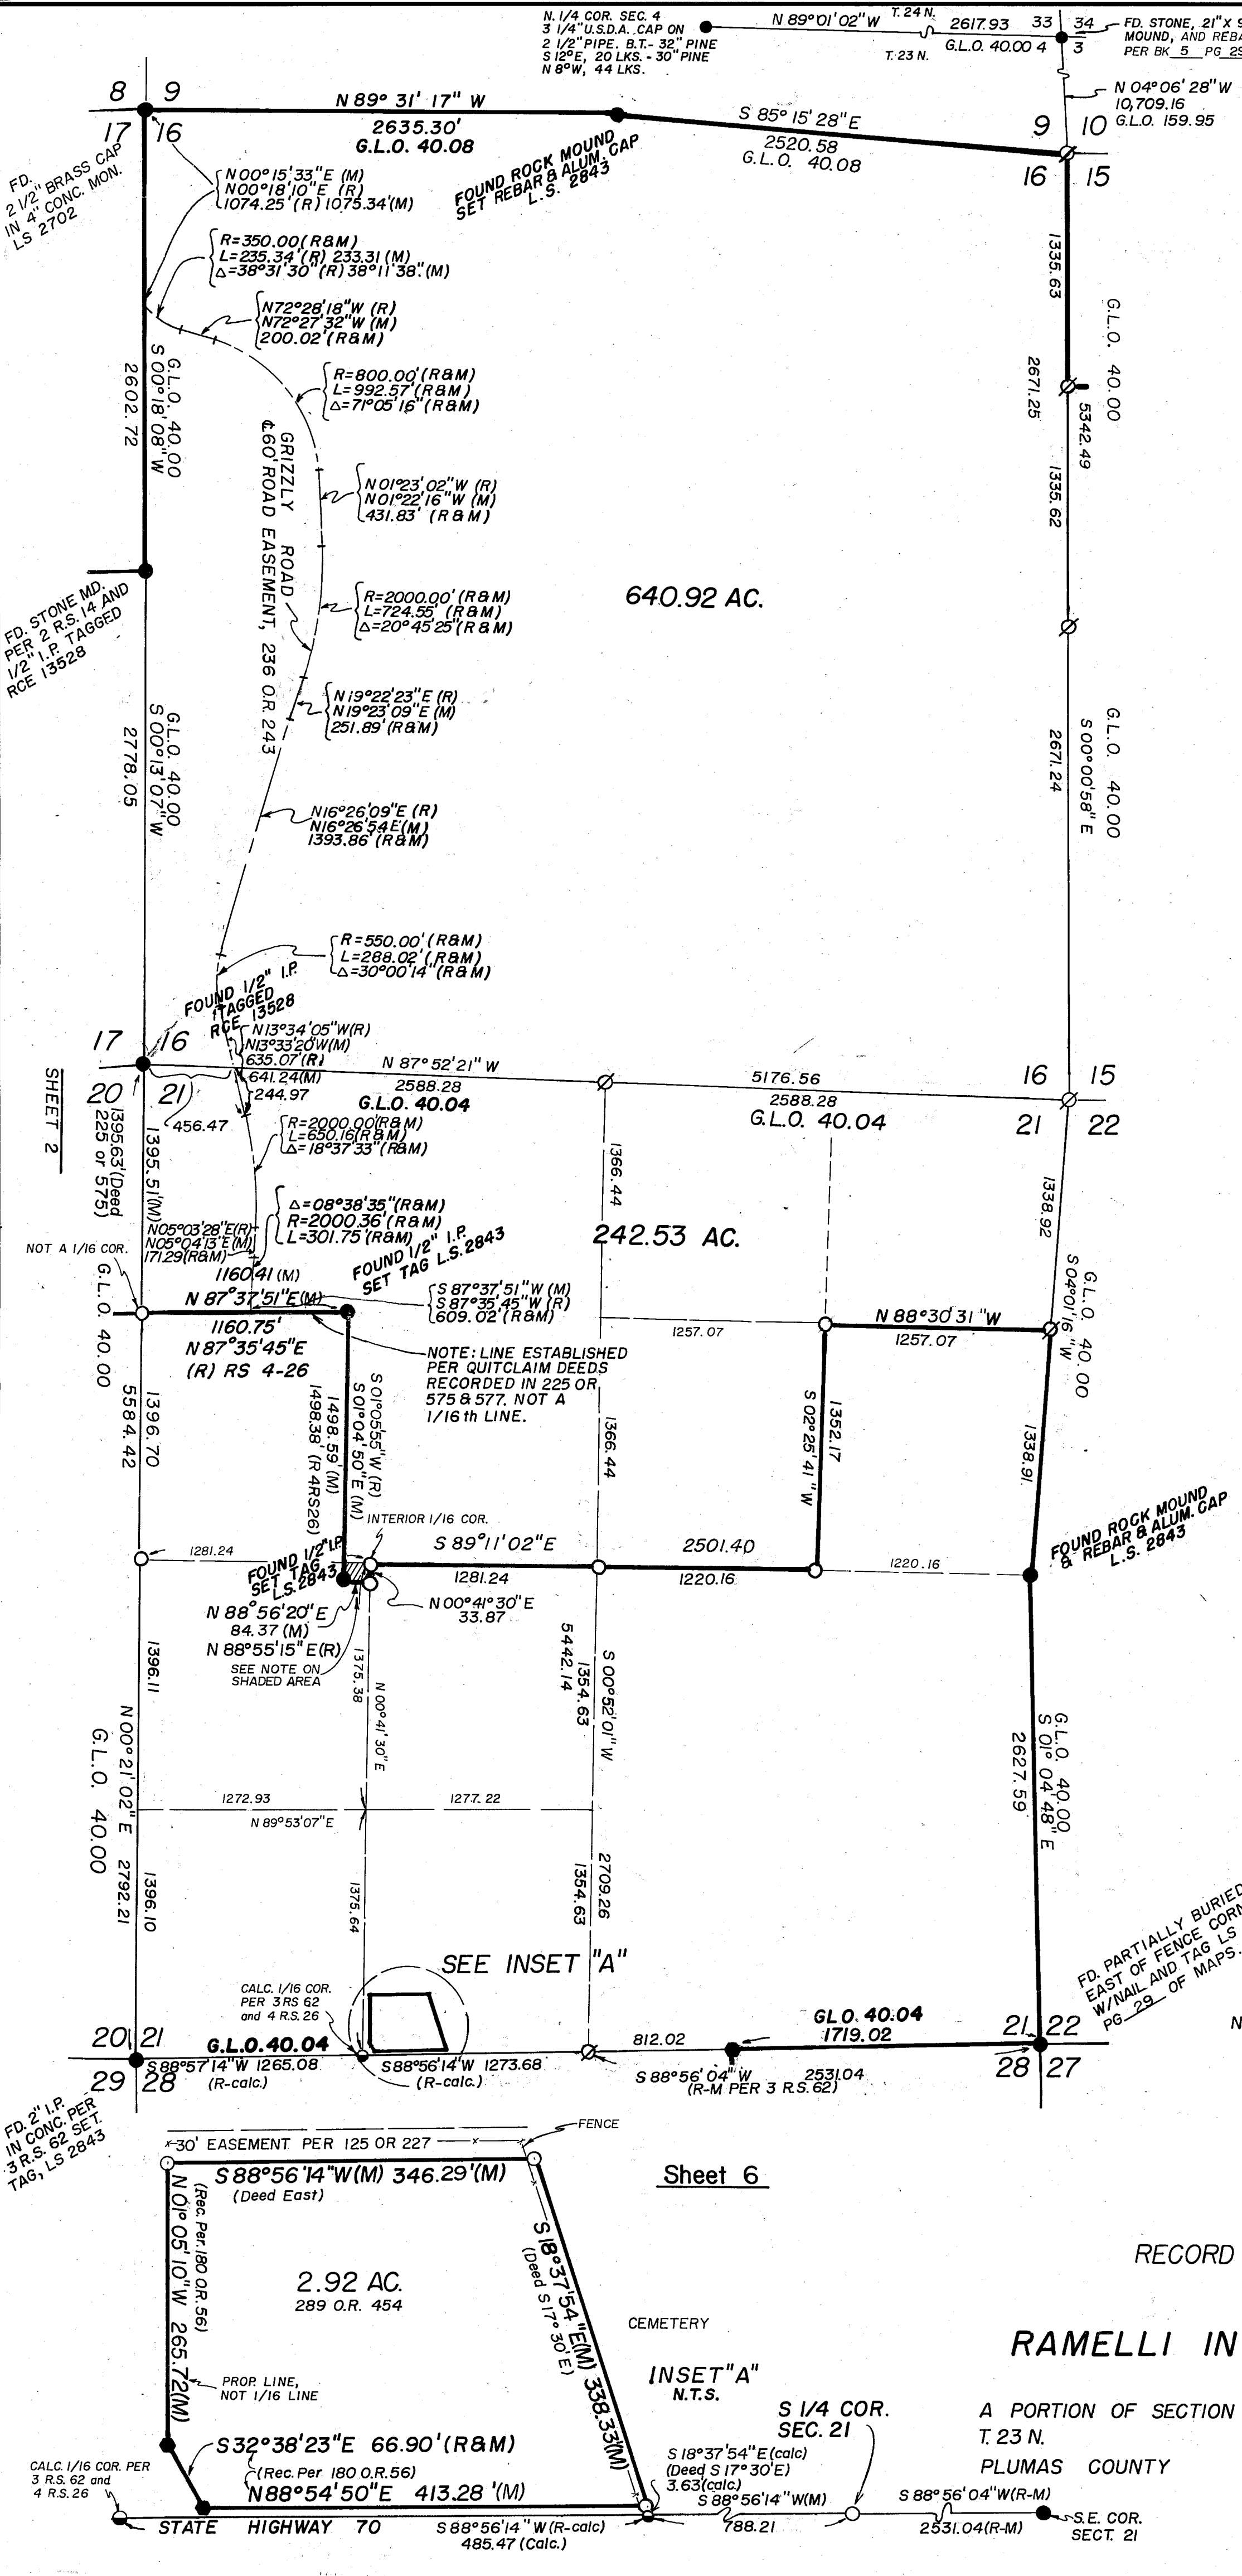 N. 1/4 COR. SEC. 4
3 1/4" U.S.D.A. CAP ON
2 1/2" PIPE. B.T.- 32" PINE
S 12°E, 20 LKS. - 30" PINE
N 8°W, 44 LKS.
N 89°01'02"W
T. 24 N.
2617.93
33 34
T. 23 N.
G.L.O. 40.00 4 3
FD. STONE, 21" X
MOUND, AND
PER BK 5 PG
N 04°06'28"W
10,709.16
G.L.O. 159.95
8 9
17 16
N 89° 31' 17" W
2635.30'
G.L.O. 40.08
S 85° 15' 28"E
2520.58
G.L.O. 40.08
9 10
16 15
FD.
2 1/2" BRASS CAP
IN 4" CONC. MON.
LS 2702
FOUND ROCK MOUND
SET REBAR & ALUM. CAP
L.S. 2843
N00°15'33"E (M)
N00°18'10"E (R)
1074.25'(R) 1075.34'(M)
R=350.00(R&M)
L=235.34'(R) 233.31 (M)
Δ=38°31'30"(R) 38°11'38".(M)
N72°28'18"W (R)
N72°27'32"W (M)
200.02'(R&M)
R=800.00'(R&M)
L=992.57'(R&M)
Δ=71°05'16"(R&M)
1335.63
G.L.O. 40.00
2671.25
5342.49
1335.62
G.L.O. 40.00
S 00°18'08"W
2602.72
GRIZZLY ROAD
℄60' ROAD EASEMENT, 236 O.R. 243
N01°23'02"W (R)
N01°22'16"W (M)
431.83' (R&M)
FD. STONE MD.
PER 2 R.S. 14 AND
1/2" I.P. TAGGED
RCE 13528
R=2000.00'(R&M)
L=724.55' (R&M)
Δ=20°45'25"(R&M)
640.92 AC.
N19°22'23"E (R)
N19°23'09"E (M)
251.89'(R&M)
G.L.O. 40.00
S 00°13'07"W
2778.05
G.L.O. 40.00
S 00°00'58"E
2671.24
N16°26'09"E (R)
N16°26'54E(M)
1393.86'(R&M)
R=550.00'(R&M)
L=288.02'(R&M)
Δ=30°00'14"(R&M)
FOUND 1/2" I.P.
TAGGED
RCE 13528
N13°34'05"W(R)
N13°33'20"W(M)
635.07'(R)
641.24(M)
244.97
17 16
20 21
456.47
N 87°52'21" W
2588.28
G.L.O. 40.04
5176.56
2588.28
G.L.O. 40.04
16 15
21 22
SHEET 2
1395.63'(Deed
225 or 575)
1395.51'(M)
R=2000.00'(R&M)
L=650.16(R&M)
Δ=18°37'33"(R&M)
1366.44
1338.92
Δ=08°38'35"(R&M)
R=2000.36'(R&M)
L=301.75'(R&M)
N05°03'28"E(R)
N05°04'13"E(M)
171.29(R&M)
NOT A 1/16 COR.
242.53 AC.
1160.41 (M)
FOUND 1/2" I.P.
SET TAG L.S.2843
G.L.O. 40.00
S 04°01'16"W
N 87°37'51"E(M)
1160.75'
N 87°35'45"E
(R) RS 4-26
S 87°37'51"W (M)
S 87°35'45"W (R)
609.02'(R&M)
1257.07
N 88°30'31"W
1257.07
NOTE: LINE ESTABLISHED
PER QUITCLAIM DEEDS
RECORDED IN 225 OR,
575 & 577. NOT A
1/16 th LINE.
G.L.O. 40.00
5584.42
1396.70
S 01°05'55"W (R)
S 01°04'50"E (M)
1498.59' (M)
1498.38' (R 4RS26)
1366.44
S 02°25'41"W
1352.17
1338.91
INTERIOR 1/16 COR.
1281.24
FOUND 1/2" I.P.
SET TAG
L.S.2843
S 89°11'02"E
2501.40
1281.24
1220.16
1220.16
FOUND ROCK MOUND
& REBAR & ALUM. CAP
L.S. 2843
N 00°41'30"E
33.87
N 88°56'20"E
84.37 (M)
N 88°55'15"E(R)
SEE NOTE ON
SHADED AREA
1396.11
1375.38
N 00°41'30"E
5442.14
1354.63
S 00°52'01"W
N 00°21'02"E
G.L.O. 40.00
2792.21
1396.10
G.L.O. 40.00
S 01°04'48"E
2627.59
1272.93
1277.22
N 89°53'07"E
1375.64
1354.63
2709.26
SEE INSET "A"
FD. PARTIALLY BURIED
EAST OF FENCE
W/NAIL AND TAG LS
PG 29 OF MAPS.
CALC. 1/16 COR.
PER 3 RS 62
and 4 R.S. 26
20 21
29 28
G.L.O. 40.04
S 88°57'14"W 1265.08
(R-calc.)
S88°56'14"W 1273.68
(R-calc.)
812.02
GLO. 40.04
1719.02
S 88°56'04"W 2531.04
(R-M PER 3 R.S. 62)
21 22
28 27
FD. 2" I.P.
IN CONC. PER
3 R.S. 62 SET
TAG, LS 2843
FENCE
30' EASEMENT PER 125 OR 227
S 88°56'14"W(M) 346.29'(M)
(Deed East)
Sheet 6
N 01°05'10"W 265.72(M)
(Rec. Per. 180 O.R. 56)
2.92 AC.
289 O.R. 454
S 18°37'54"E(M) 338.33'(M)
(Deed S 17°30'E)
CEMETERY
INSET "A"
N.T.S.
RECORD
RAMELLI IN
A PORTION OF SECTION
T. 23 N.
PLUMAS COUNTY
PROP. LINE,
NOT 1/16 LINE
S32°38'23"E 66.90'(R&M)
(Rec. Per 180 O.R.56)
N88°54'50"E 413.28'(M)
CALC. 1/16 COR. PER
3 R.S. 62 and
4 R.S. 26
STATE HIGHWAY 70
S 88°56'14"W(R-calc)
485.47 (Calc.)
S 18°37'54"E(calc)
(Deed S 17°30'E)
3.63(calc.)
S 1/4 COR.
SEC. 21
S 88°56'14"W(M)
788.21
S 88°56'04"W(R-M)
2531.04(R-M)
S.E. COR.
SECT. 21